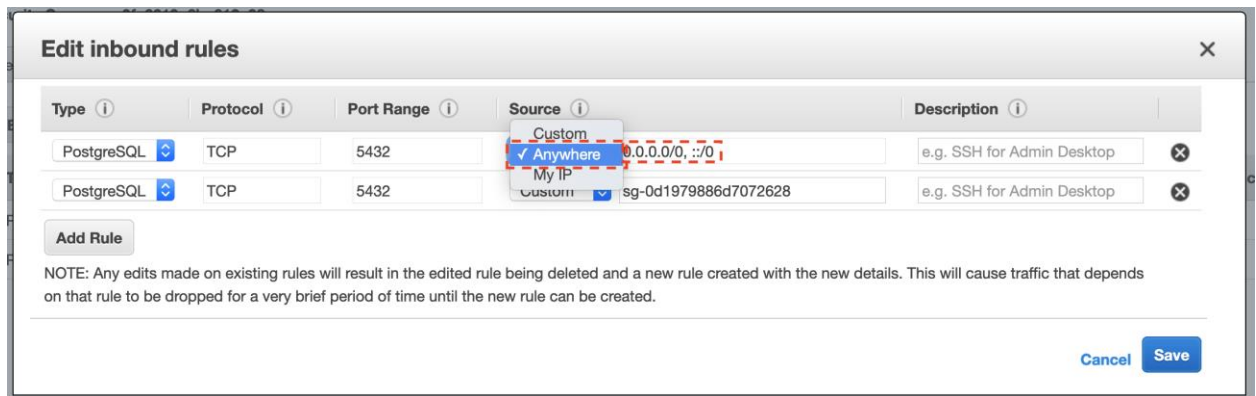 Edit inbound rules
Type Protocol Port Range Source Description
Custom
PostgreSQL TCP 5432 ✓ Anywhere 0.0.0.0/0, ::/0 e.g. SSH for Admin Desktop
My IP
PostgreSQL TCP 5432 Custom sg-0d1979886d7072628 e.g. SSH for Admin Desktop
Add Rule
NOTE: Any edits made on existing rules will result in the edited rule being deleted and a new rule created with the new details. This will cause traffic that depends
on that rule to be dropped for a very brief period of time until the new rule can be created.
Cancel Save